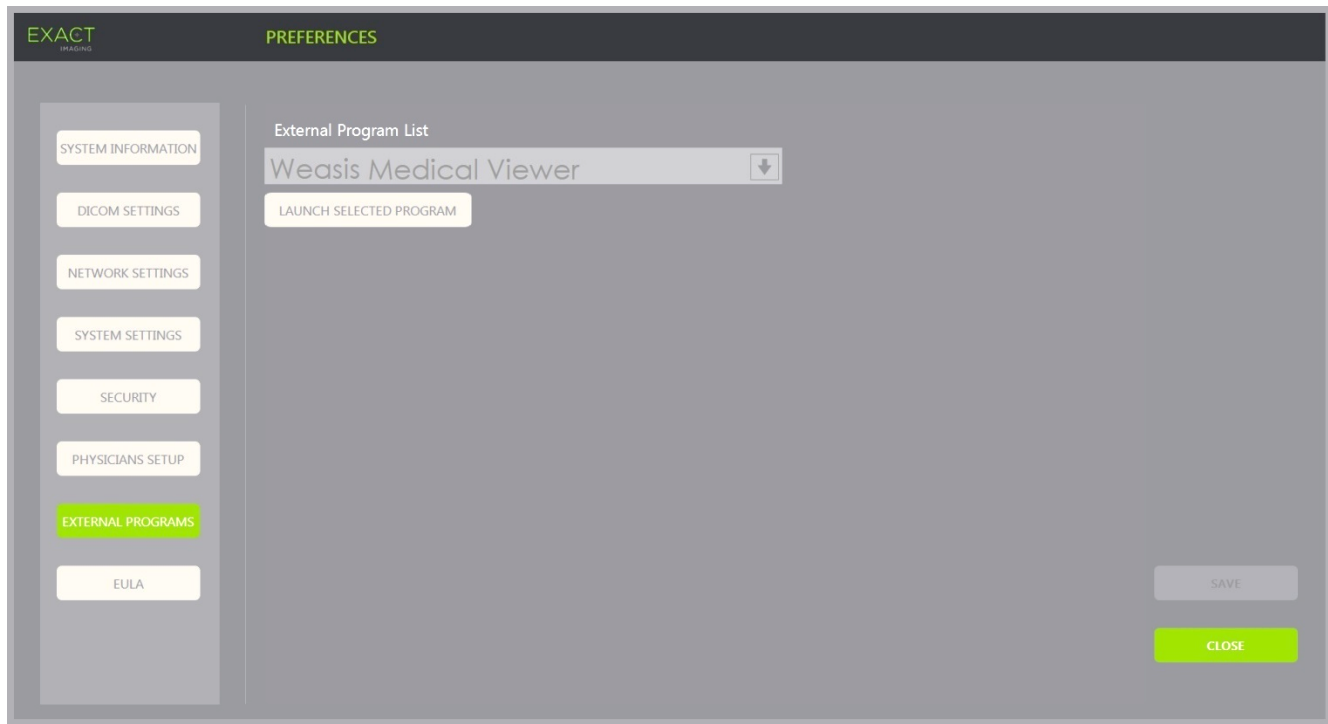 EXACT
IMAGING
PREFERENCES
SYSTEM INFORMATION
DICOM SETTINGS
NETWORK SETTINGS
SYSTEM SETTINGS
SECURITY
PHYSICIANS SETUP
EXTERNAL PROGRAMS
EULA
External Program List
Weasis Medical Viewer
LAUNCH SELECTED PROGRAM
SAVE
CLOSE